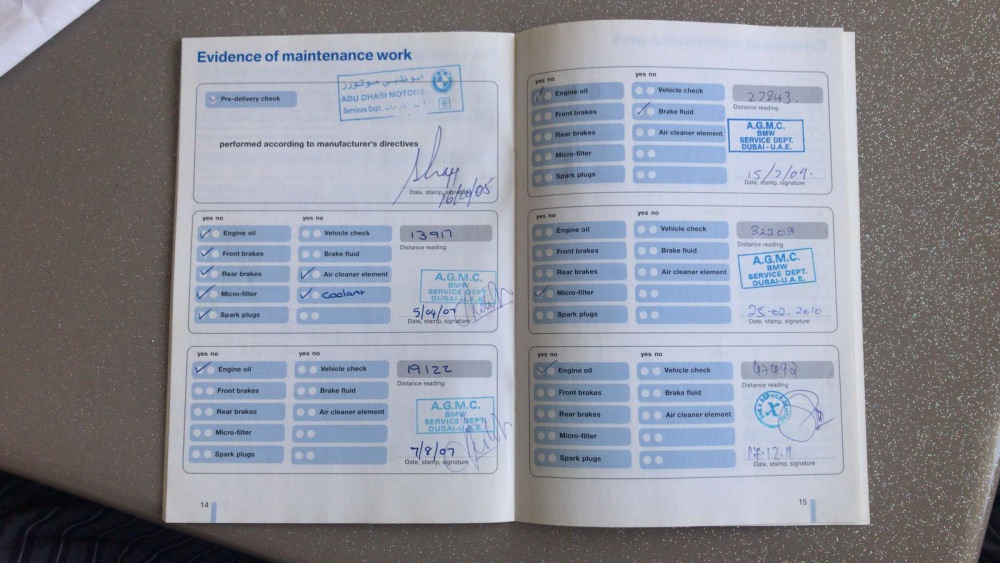 Evidence of maintenance work
Pre-delivery check
ابوظبي موتورز
ABU DHABI MOTORS
Services Dept.
6
performed according to manufacturer's directives
Date, stamp, signature
16/10/05
yes no yes no
Engine oil Vehicle check 13917
Distance reading
Front brakes Brake fluid
Rear brakes Air cleaner element
A.G.M.C.
BMW
SERVICE DEPT.
DUBAI-U.A.E.
Micro-filter Coolant
Spark plugs 5/04/07
Date, stamp, signature
yes no yes no
Engine oil Vehicle check 19122
Distance reading
Front brakes Brake fluid
Rear brakes Air cleaner element
A.G.M.C.
BMW
SERVICE DEPT.
DUBAI-U.A.E.
Micro-filter
Spark plugs 7/8/07
Date, stamp, signature
14
yes no yes no
Engine oil Vehicle check 27843
Distance reading
Front brakes Brake fluid
Rear brakes Air cleaner element
A.G.M.C.
BMW
SERVICE DEPT.
DUBAI-U.A.E.
Micro-filter
Spark plugs 15/7/09.
Date, stamp, signature
yes no yes no
Engine oil Vehicle check 32203
Distance reading
Front brakes Brake fluid
Rear brakes Air cleaner element
A.G.M.C.
BMW
SERVICE DEPT.
DUBAI-U.A.E.
Micro-filter
Spark plugs 25-02-2010
Date, stamp, signature
yes no yes no
Engine oil Vehicle check 47492
Distance reading
Front brakes Brake fluid
Rear brakes Air cleaner element
Micro-filter
Spark plugs 17.12.11
Date, stamp, signature
15